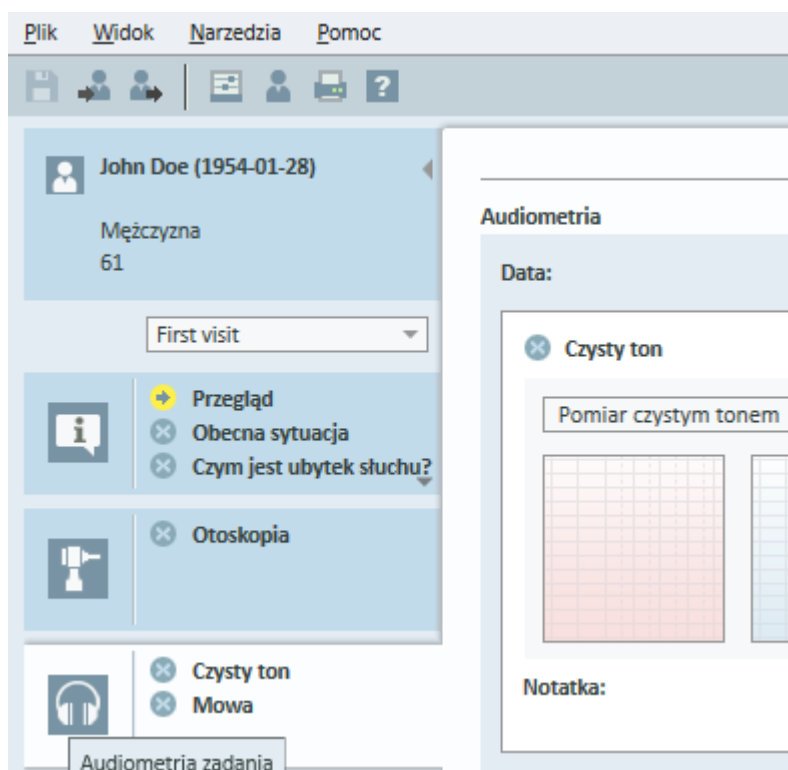 Plik Widok Narzedzia Pomoc
?
John Doe (1954-01-28)
Mężczyzna
61
First visit
i
Przegląd
Obecna sytuacja
Czym jest ubytek słuchu?
Otoskopia
Czysty ton
Mowa
Audiometria zadania
Audiometria
Data:
Czysty ton
Pomiar czystym tonem
Notatka: